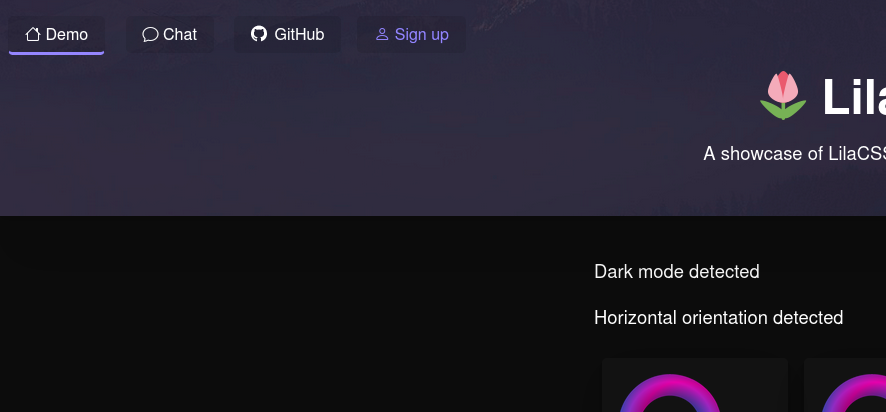 Demo Chat GitHub Sign up
Lila
A showcase of LilaCSS
Dark mode detected
Horizontal orientation detected